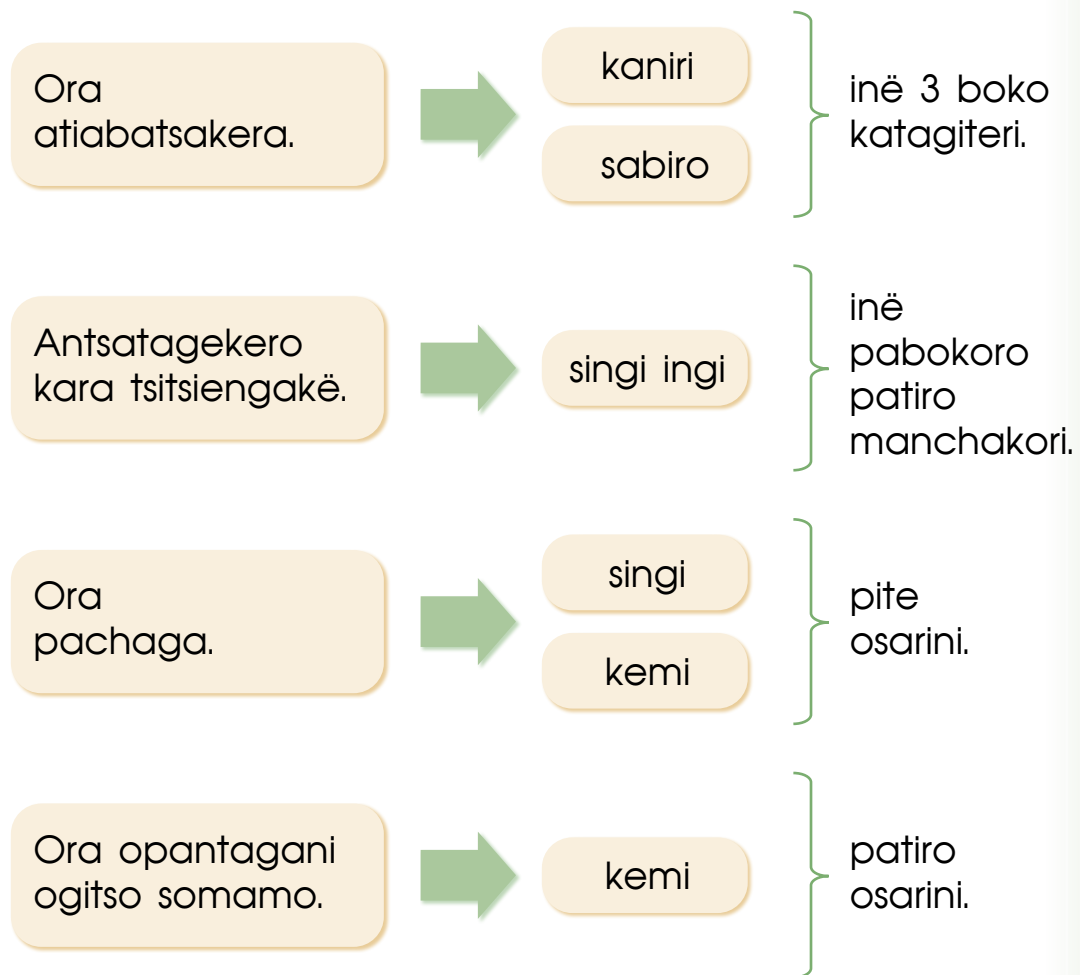 Ora
atiabatsakera.
kaniri
sabiro
inë 3 boko
katagiteri.
Antsatagekero
kara tsitsiengakë.
singi ingi
inë
pabokoro
patiro
manchakori.
Ora
pachaga.
singi
kemi
pite
osarini.
Ora opantagani
ogitso somamo.
kemi
patiro
osarini.